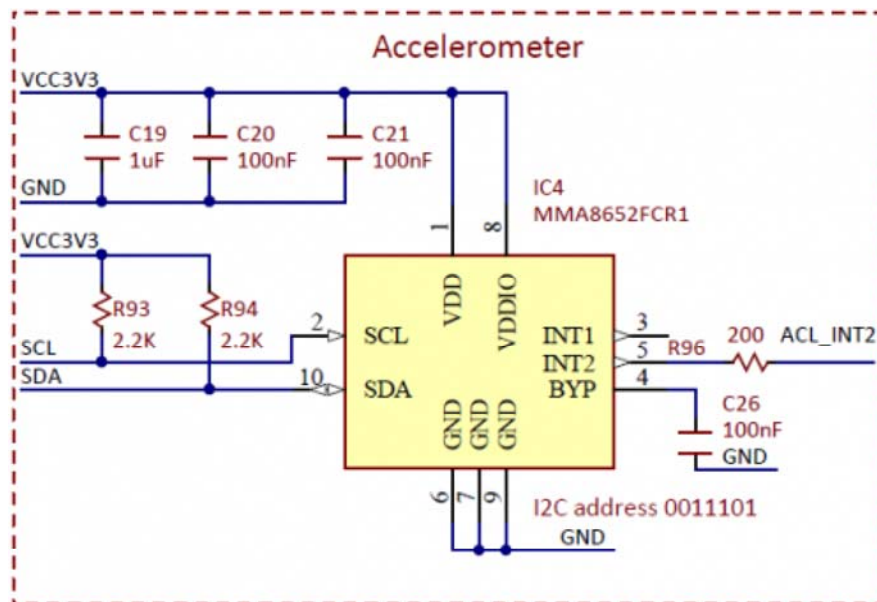 Accelerometer
VCC3V3
C19
1uF
C20
100nF
C21
100nF
GND
IC4
MMA8652FCR1
VCC3V3
1
8
R93
2.2K
R94
2.2K
VDD
VDDIO
2
SCL
INT1
3
200
ACL_INT2
SCL
INT2
5
R96
SDA
10
SDA
BYP
4
C26
100nF
GND
GND
GND
GND
6
7
9
I2C address 0011101
GND